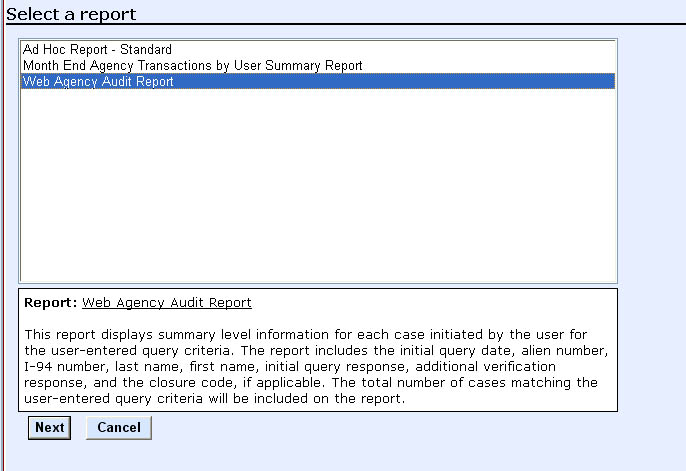 Select a report
Ad Hoc Report - Standard
Month End Agency Transactions by User Summary Report
Web Agency Audit Report
Report: Web Agency Audit Report
This report displays summary level information for each case initiated by the user for
the user-entered query criteria. The report includes the initial query date, alien number,
I-94 number, last name, first name, initial query response, additional verification
response, and the closure code, if applicable. The total number of cases matching the
user-entered query criteria will be included on the report.
Next Cancel